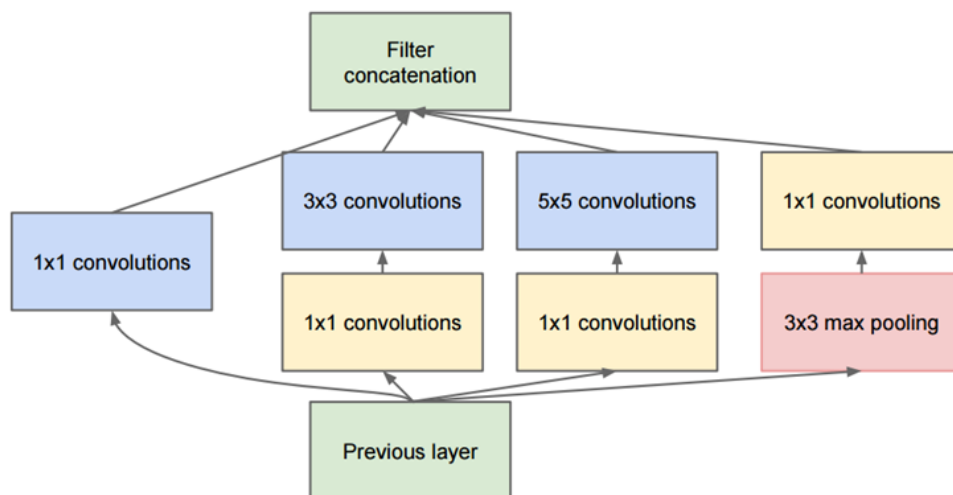 Filter
concatenation
3x3 convolutions
5x5 convolutions
1x1 convolutions
1x1 convolutions
1x1 convolutions
1x1 convolutions
3x3 max pooling
Previous layer